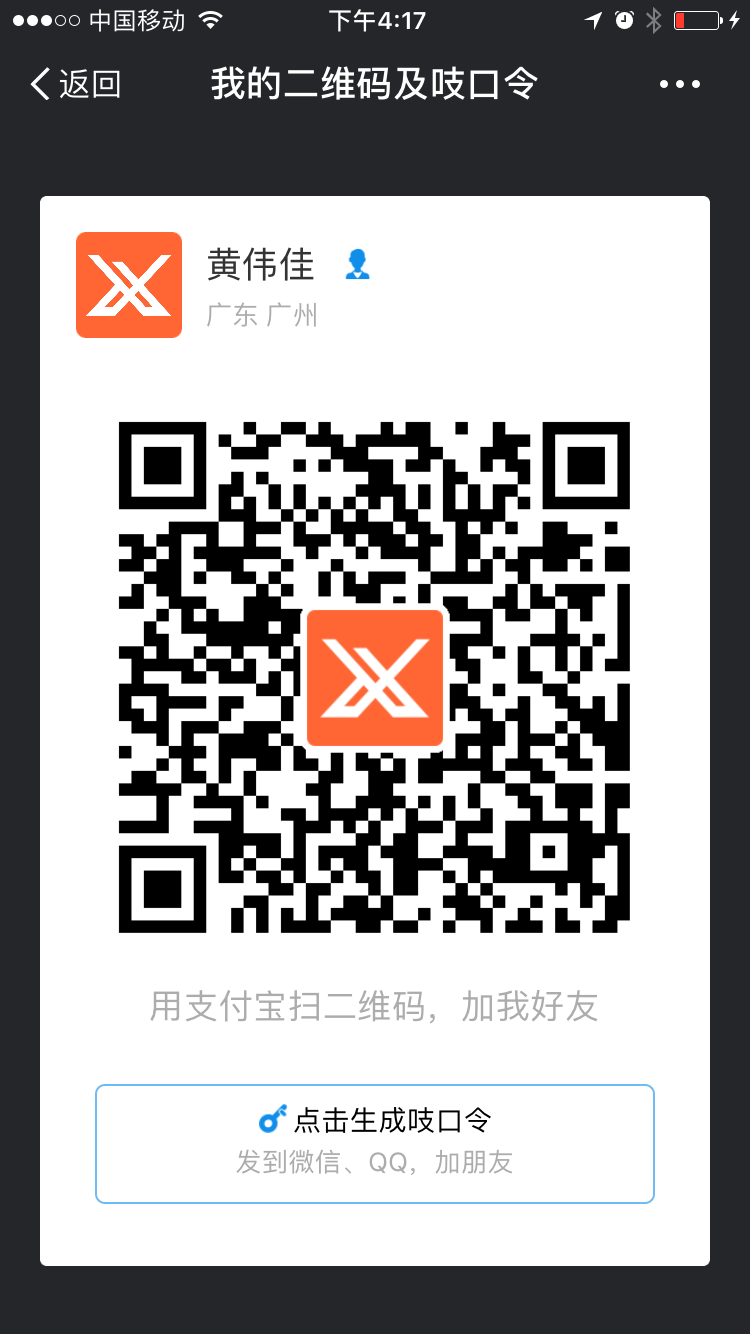 中国移动 下午4:17
返回 我的二维码及吱口令
黄伟佳
广东 广州
用支付宝扫二维码，加我好友
点击生成吱口令
发到微信、QQ，加朋友